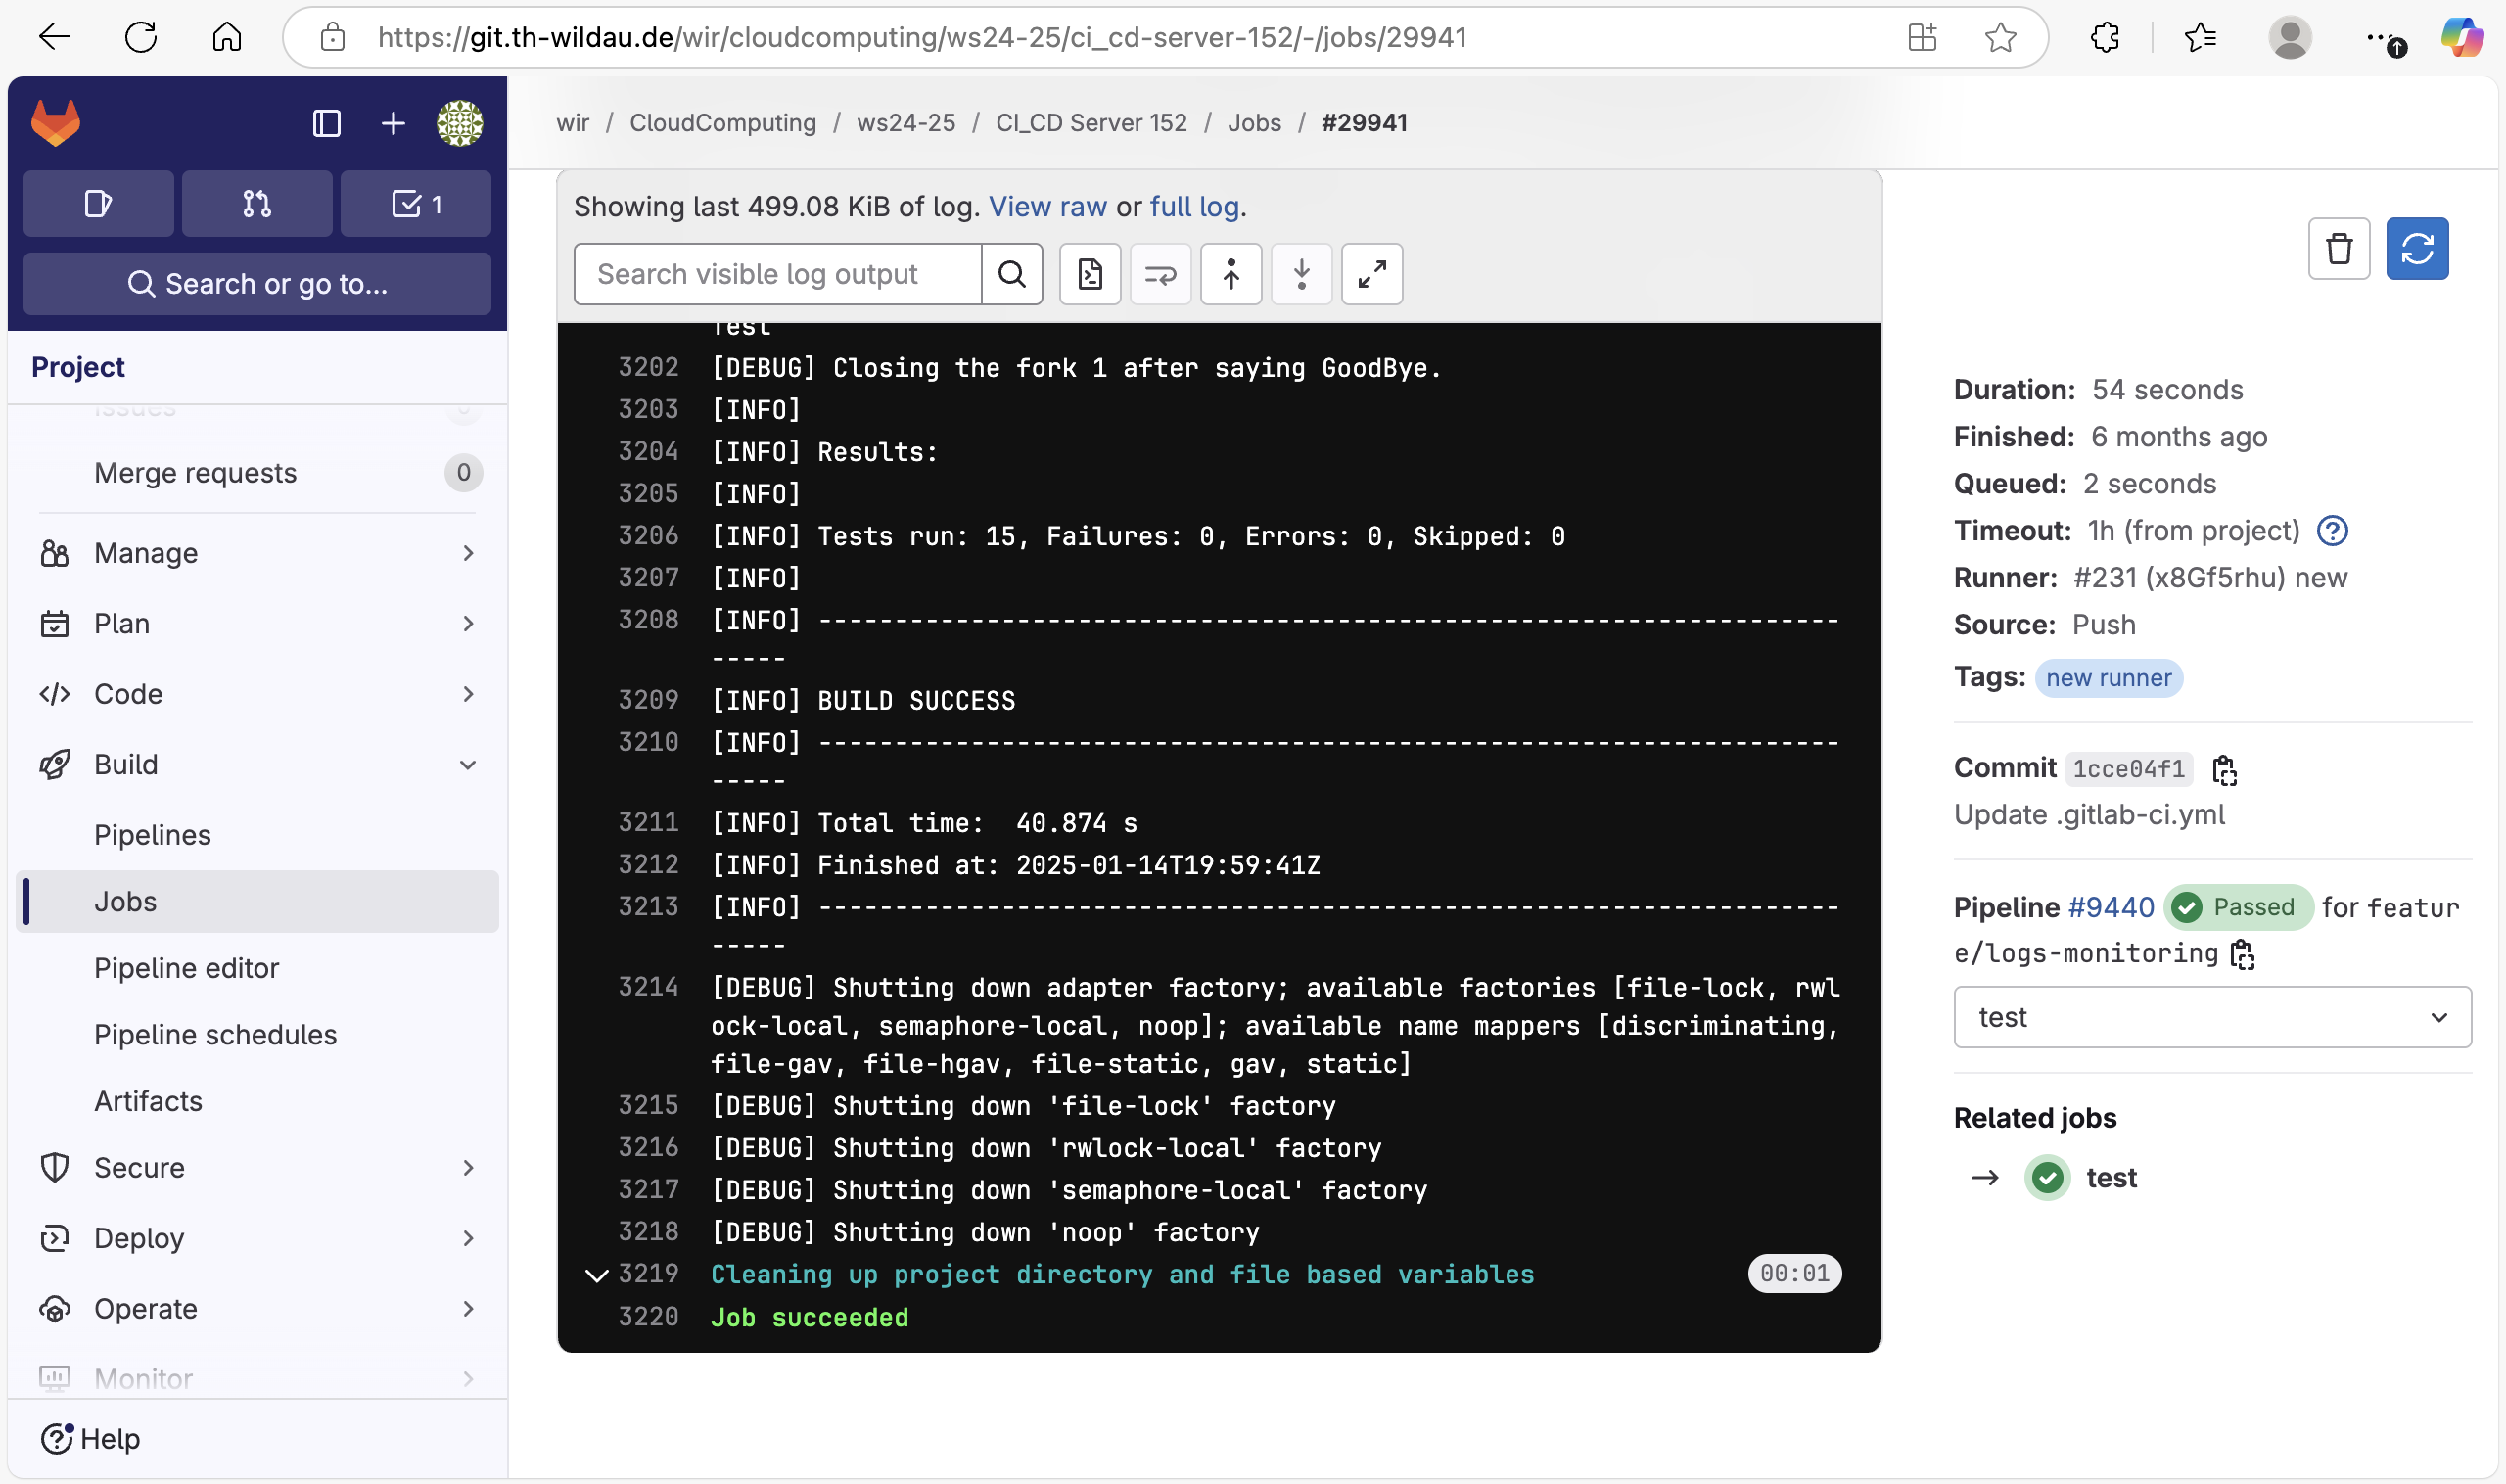 https://git.th-wildau.de/wir/cloudcomputing/ws24-25/ci_cd-server-152/-/jobs/29941
1
Search or go to...
Project
Issues
0
Merge requests
0
Manage
Plan
Code
Build
Pipelines
Jobs
Pipeline editor
Pipeline schedules
Artifacts
Secure
Deploy
Operate
Monitor
Help
wir / CloudComputing / ws24-25 / CI_CD Server 152 / Jobs / #29941
Showing last 499.08 KiB of log. View raw or full log.
Search visible log output
Test
3202 [DEBUG] Closing the fork 1 after saying GoodBye.
3203 [INFO]
3204 [INFO] Results:
3205 [INFO]
3206 [INFO] Tests run: 15, Failures: 0, Errors: 0, Skipped: 0
3207 [INFO]
3208 [INFO] -------------------------------------------------------------------
-----
3209 [INFO] BUILD SUCCESS
3210 [INFO] -------------------------------------------------------------------
-----
3211 [INFO] Total time:  40.874 s
3212 [INFO] Finished at: 2025-01-14T19:59:41Z
3213 [INFO] -------------------------------------------------------------------
-----
3214 [DEBUG] Shutting down adapter factory; available factories [file-lock, rwl
ock-local, semaphore-local, noop]; available name mappers [discriminating,
file-gav, file-hgav, file-static, gav, static]
3215 [DEBUG] Shutting down 'file-lock' factory
3216 [DEBUG] Shutting down 'rwlock-local' factory
3217 [DEBUG] Shutting down 'semaphore-local' factory
3218 [DEBUG] Shutting down 'noop' factory
3219 Cleaning up project directory and file based variables 00:01
3220 Job succeeded
Duration: 54 seconds
Finished: 6 months ago
Queued: 2 seconds
Timeout: 1h (from project)
Runner: #231 (x8Gf5rhu) new
Source: Push
Tags: new runner
Commit 1cce04f1
Update .gitlab-ci.yml
Pipeline #9440 Passed for featur
e/logs-monitoring
test
Related jobs
→ test